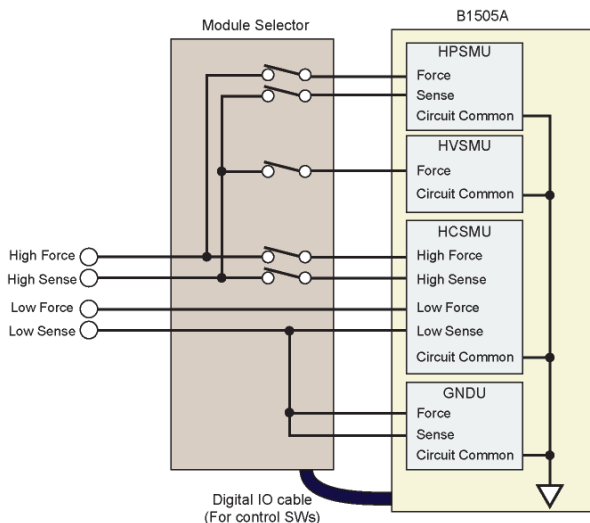 Module Selector
B1505A
HPSMU
Force
Sense
Circuit Common
HVSMU
Force
Circuit Common
HCSMU
High Force
High Force
High Sense
High Sense
Low Force
Low Force
Low Sense
Low Sense
Circuit Common
GNDU
Force
Sense
Circuit Common
Digital IO cable
(For control SWs)